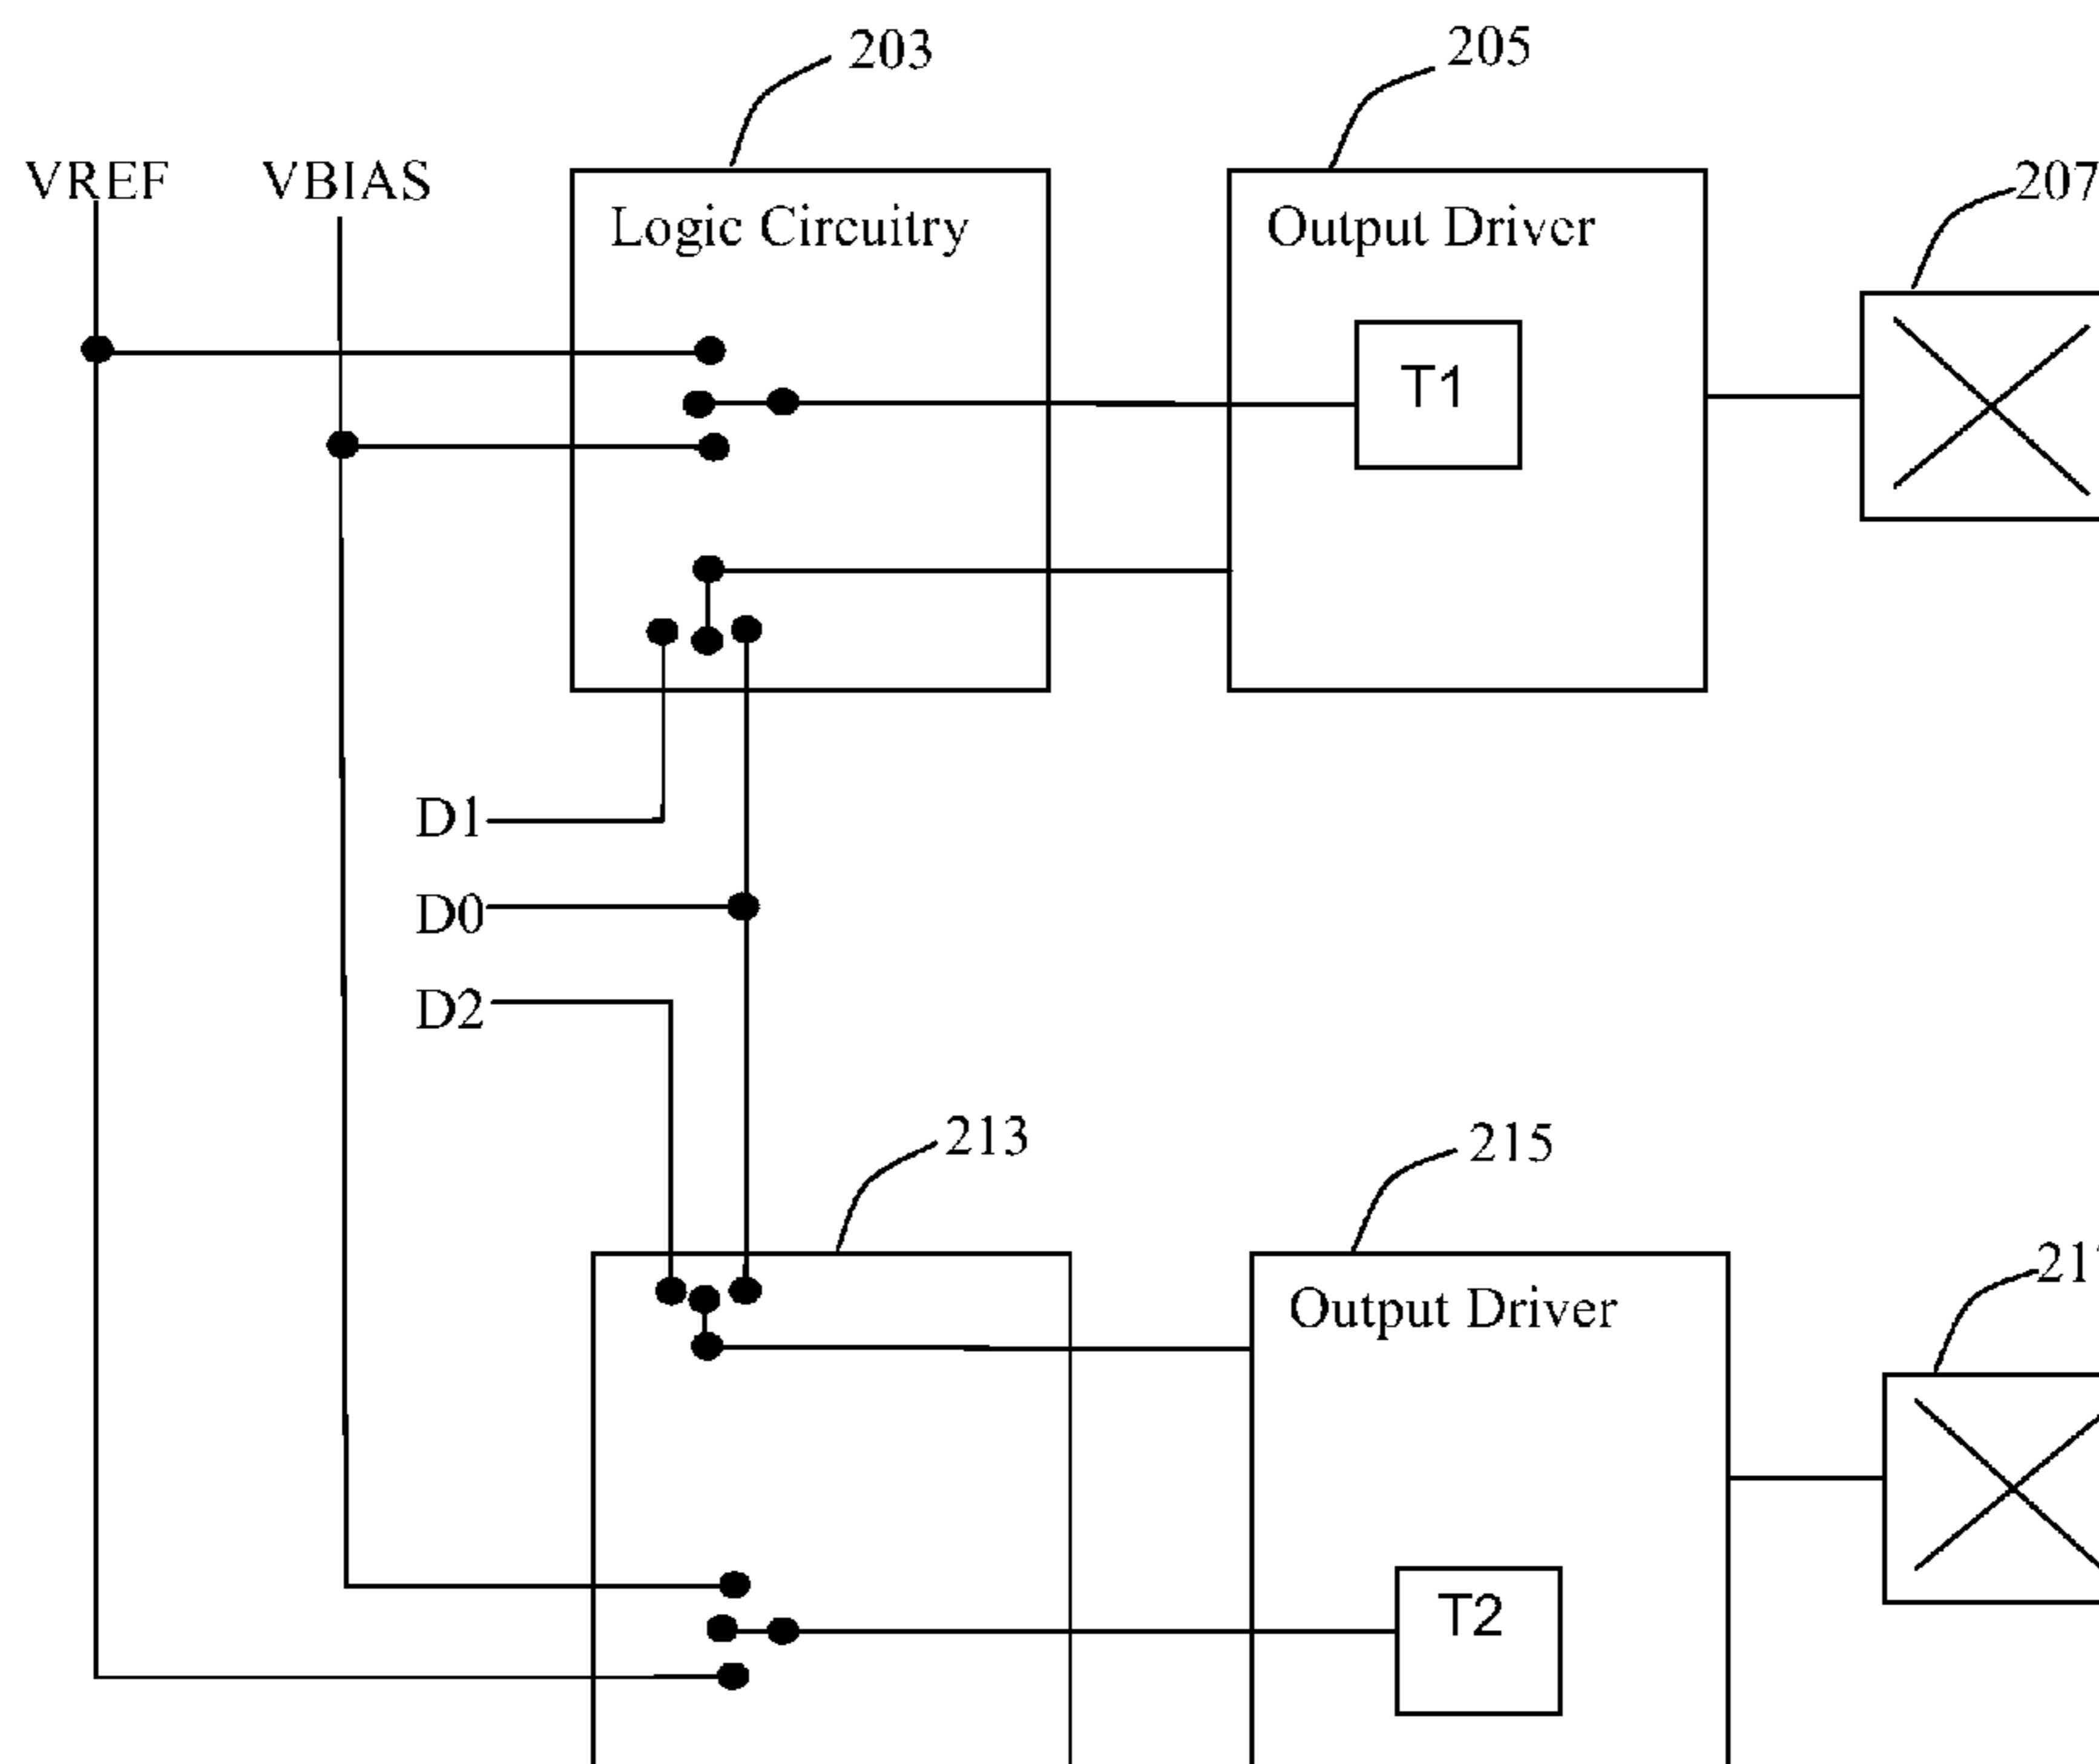 203
205
VREF
VBIAS
207
Logic Circuitry
Output Driver
T1
D1
D0
D2
213
215
Output Driver
T2